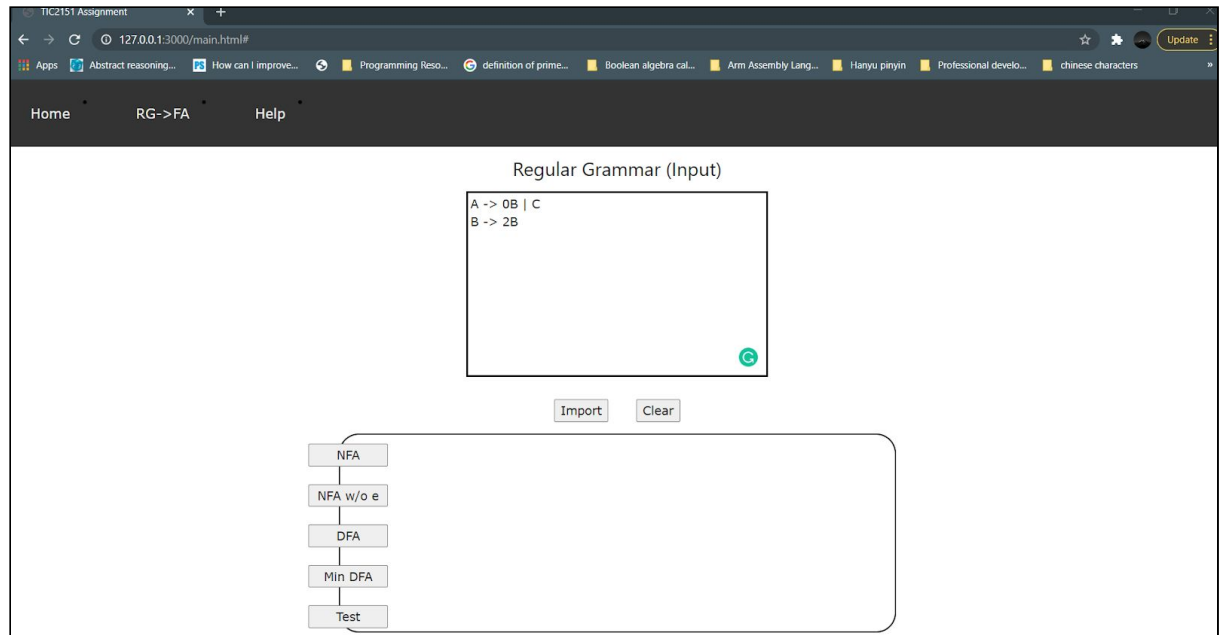 TIC2151 Assignment
127.0.0.1:3000/main.html#
Update
Apps Abstract reasoning... PS How can I improve... Programming Reso... G definition of prime... Boolean algebra cal... Arm Assembly Lang... Hanyu pinyin Professional develo... chinese characters »
Home RG->FA Help
Regular Grammar (Input)
A -> 0B | C
B -> 2B
Import Clear
NFA
NFA w/o e
DFA
Min DFA
Test